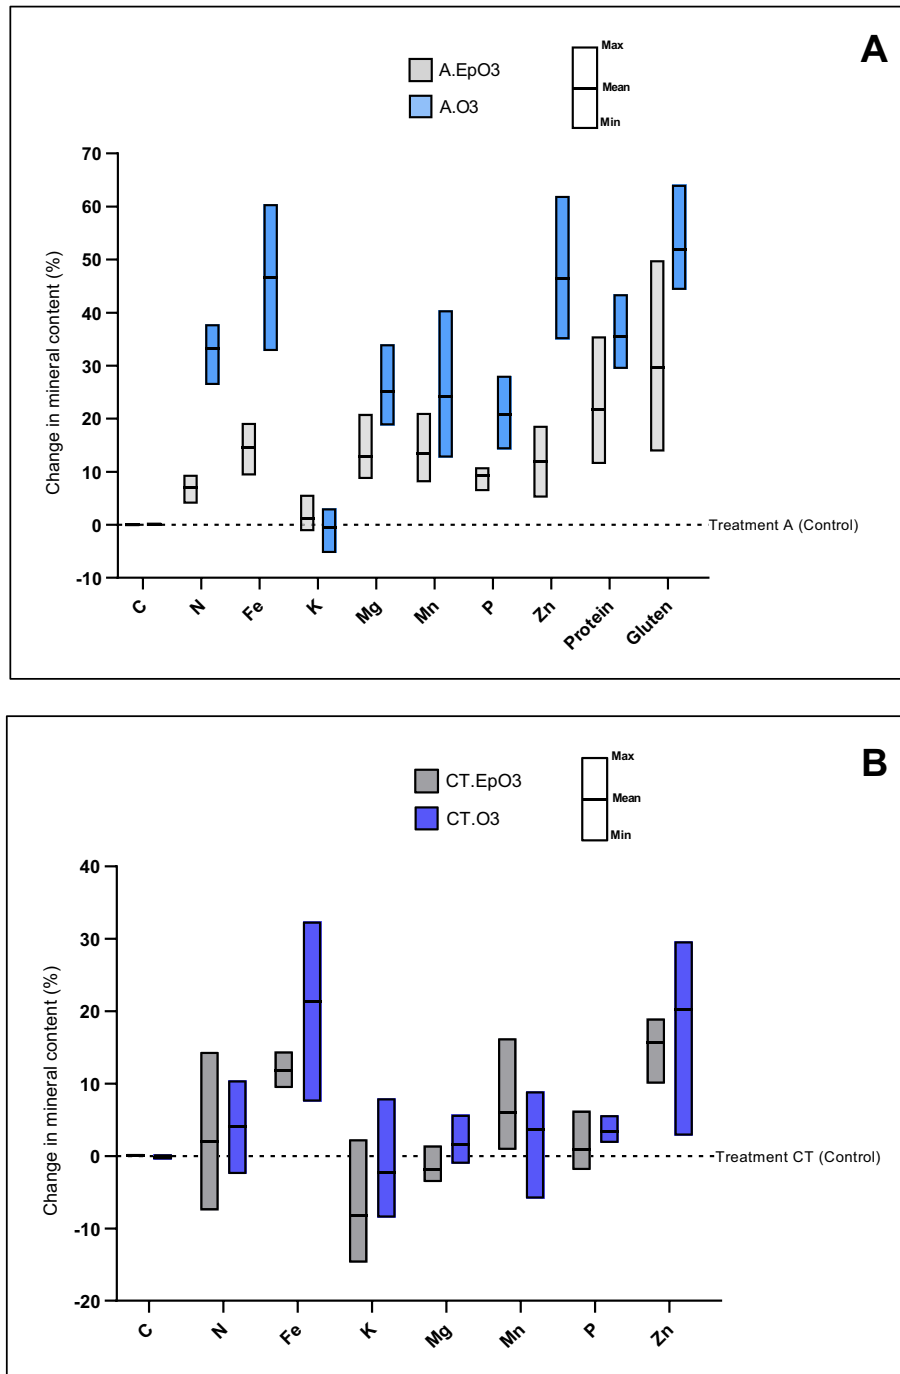 A
A.EpO3
A.O3
Max
Mean
Min
Change in mineral content (%)
70
60
50
40
30
20
10
0
-10
Treatment A (Control)
C
N
Fe
K
Mg
Mn
P
Zn
Protein
Gluten
B
CT.EpO3
CT.O3
Max
Mean
Min
Change in mineral content (%)
40
30
20
10
0
-10
-20
Treatment CT (Control)
C
N
Fe
K
Mg
Mn
P
Zn